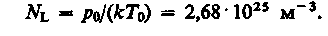 N_L = p_0/(kT_0) = 2,68 · 10^25 м^−3.